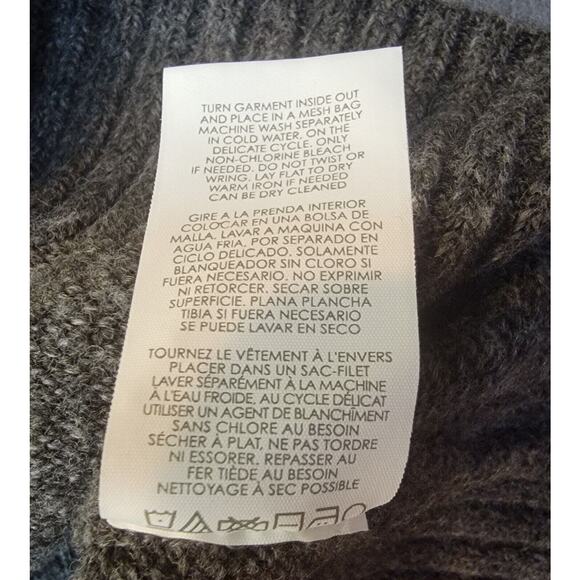 TURN GARMENT INSIDE OUT
AND PLACE IN A MESH BAG
MACHINE WASH SEPARATELY
IN COLD WATER, ON THE
DELICATE CYCLE. ONLY
NON-CHLORINE BLEACH
IF NEEDED. DO NOT TWIST OR
WRING. LAY FLAT TO DRY
WARM IRON IF NEEDED
CAN BE DRY CLEANED
GIRE A LA PRENDA INTERIOR
COLOCAR EN UNA BOLSA DE
MALLA. LAVAR A MAQUINA CON
AGUA FRIA, POR SEPARADO EN
CICLO DELICADO. SOLAMENTE
BLANQUEADOR SIN CLORO SI
FUERA NECESARIO. NO EXPRIMIR
NI RETORCER. SECAR SOBRE
SUPERFICIE. PLANA PLANCHA
TIBIA SI FUERA NECESARIO
SE PUEDE LAVAR EN SECO
TOURNEZ LE VÊTEMENT À L'ENVERS
PLACER DANS UN SAC-FILET
LAVER SÉPARÉMENT À LA MACHINE
À L'EAU FROIDE, AU CYCLE DÉLICAT
UTILISER UN AGENT DE BLANCHÎMENT
SANS CHLORE AU BESOIN
SÉCHER À PLAT, NE PAS TORDRE
NI ESSORER. REPASSER AU
FER TIÈDE AU BESOIN
NETTOYAGE À SEC POSSIBLE